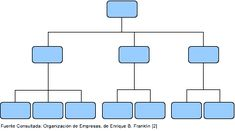 Fuente Consultada: Organización de Empresas, de Enrique B. Franklin [2]